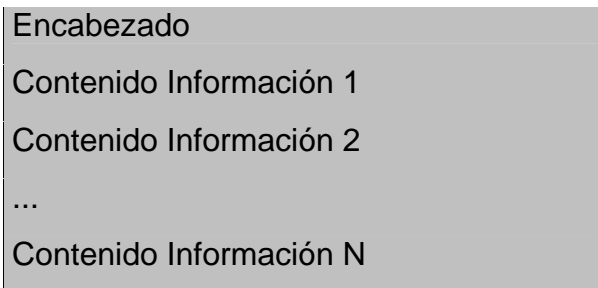 Encabezado
Contenido Información 1
Contenido Información 2
...
Contenido Información N